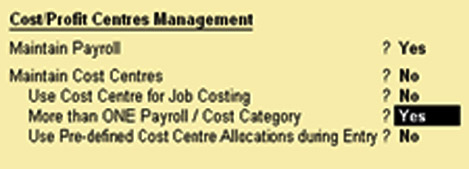 Cost/Profit Centres Management
Maintain Payroll ? Yes
Maintain Cost Centres ? No
Use Cost Centre for Job Costing ? No
More than ONE Payroll / Cost Category ? Yes
Use Pre-defined Cost Centre Allocations during Entry ? No